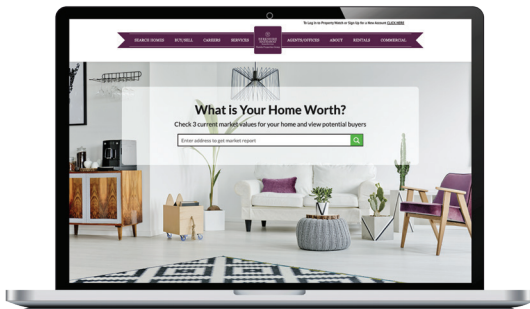 To Log in to Property Watch or Sign Up for a New Account CLICK HERE
SEARCH HOMES BUY/SELL CAREERS SERVICES AGENTS/OFFICES ABOUT RENTALS COMMERCIAL
What is Your Home Worth?
Check 3 current market values for your home and view potential buyers
Enter address to get market report